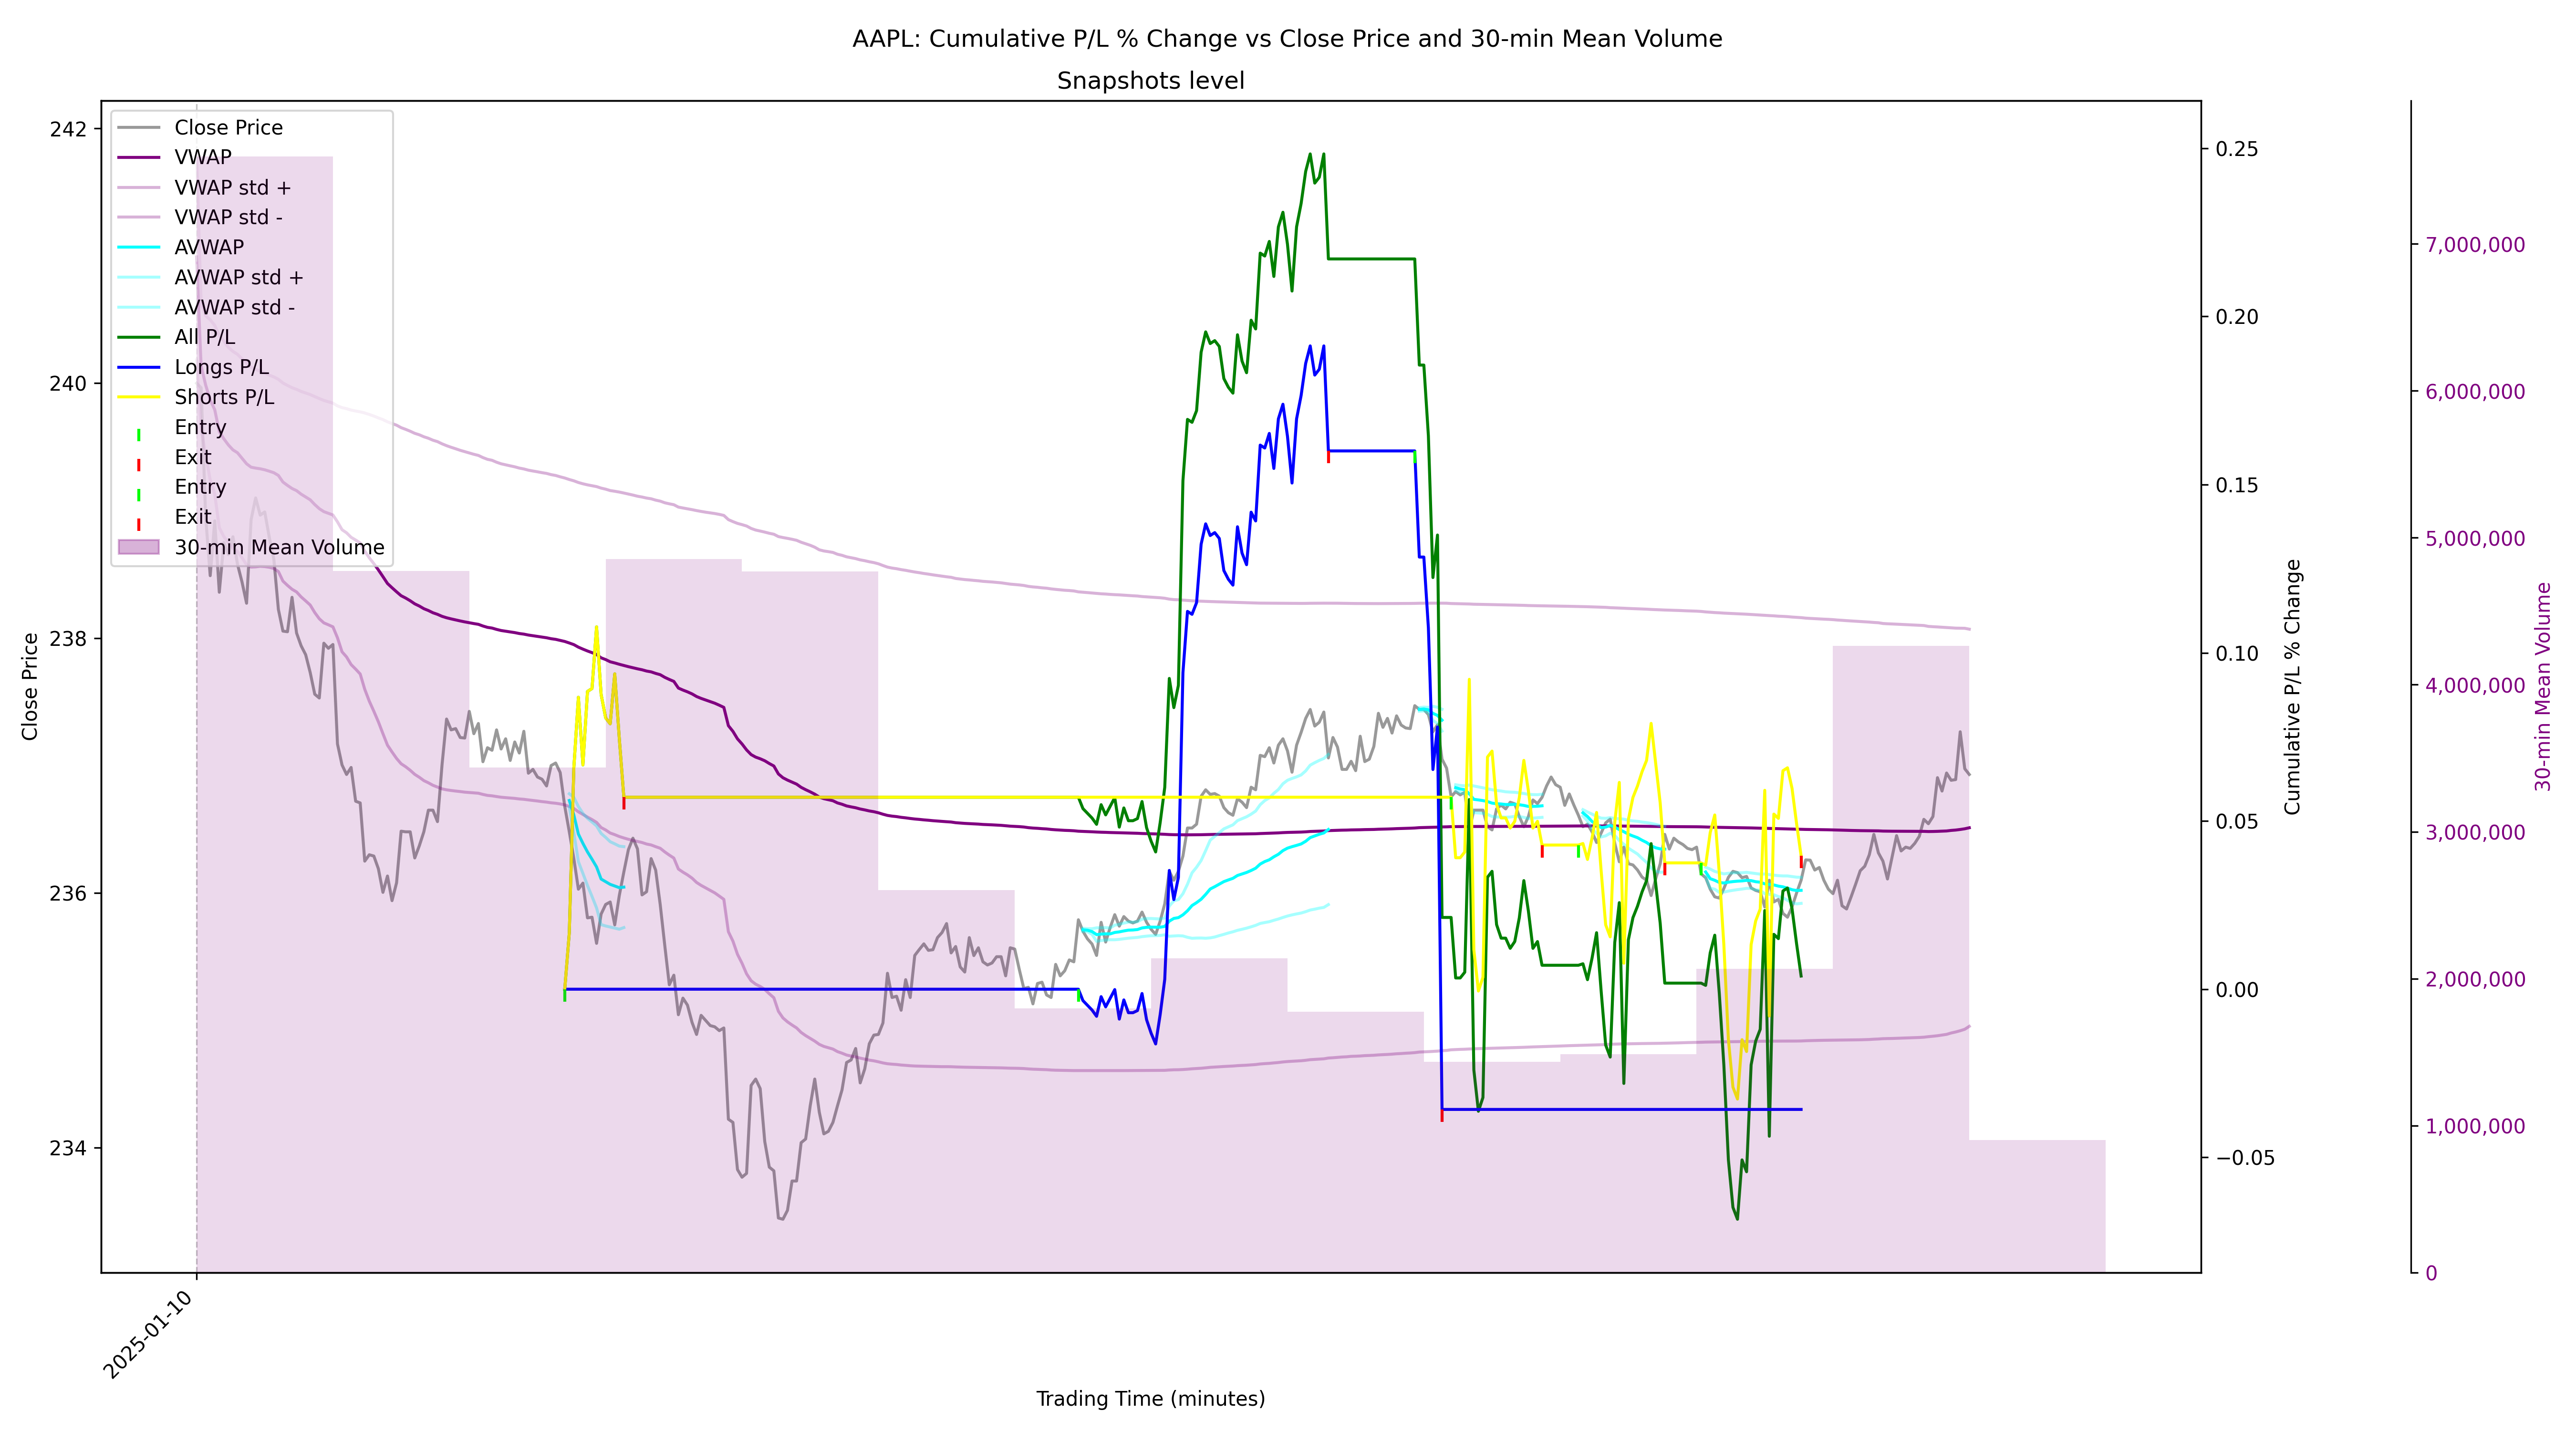 AAPL: Cumulative P/L % Change vs Close Price and 30-min Mean Volume
Snapshots level
Close Price
VWAP
VWAP std +
VWAP std -
AVWAP
AVWAP std +
AVWAP std -
All P/L
Longs P/L
Shorts P/L
Entry
Exit
Entry
Exit
30-min Mean Volume
242
240
238
236
234
Close Price
0.25
0.20
0.15
0.10
0.05
0.00
−0.05
Cumulative P/L % Change
7,000,000
6,000,000
5,000,000
4,000,000
3,000,000
2,000,000
1,000,000
0
30-min Mean Volume
2025-01-10
Trading Time (minutes)